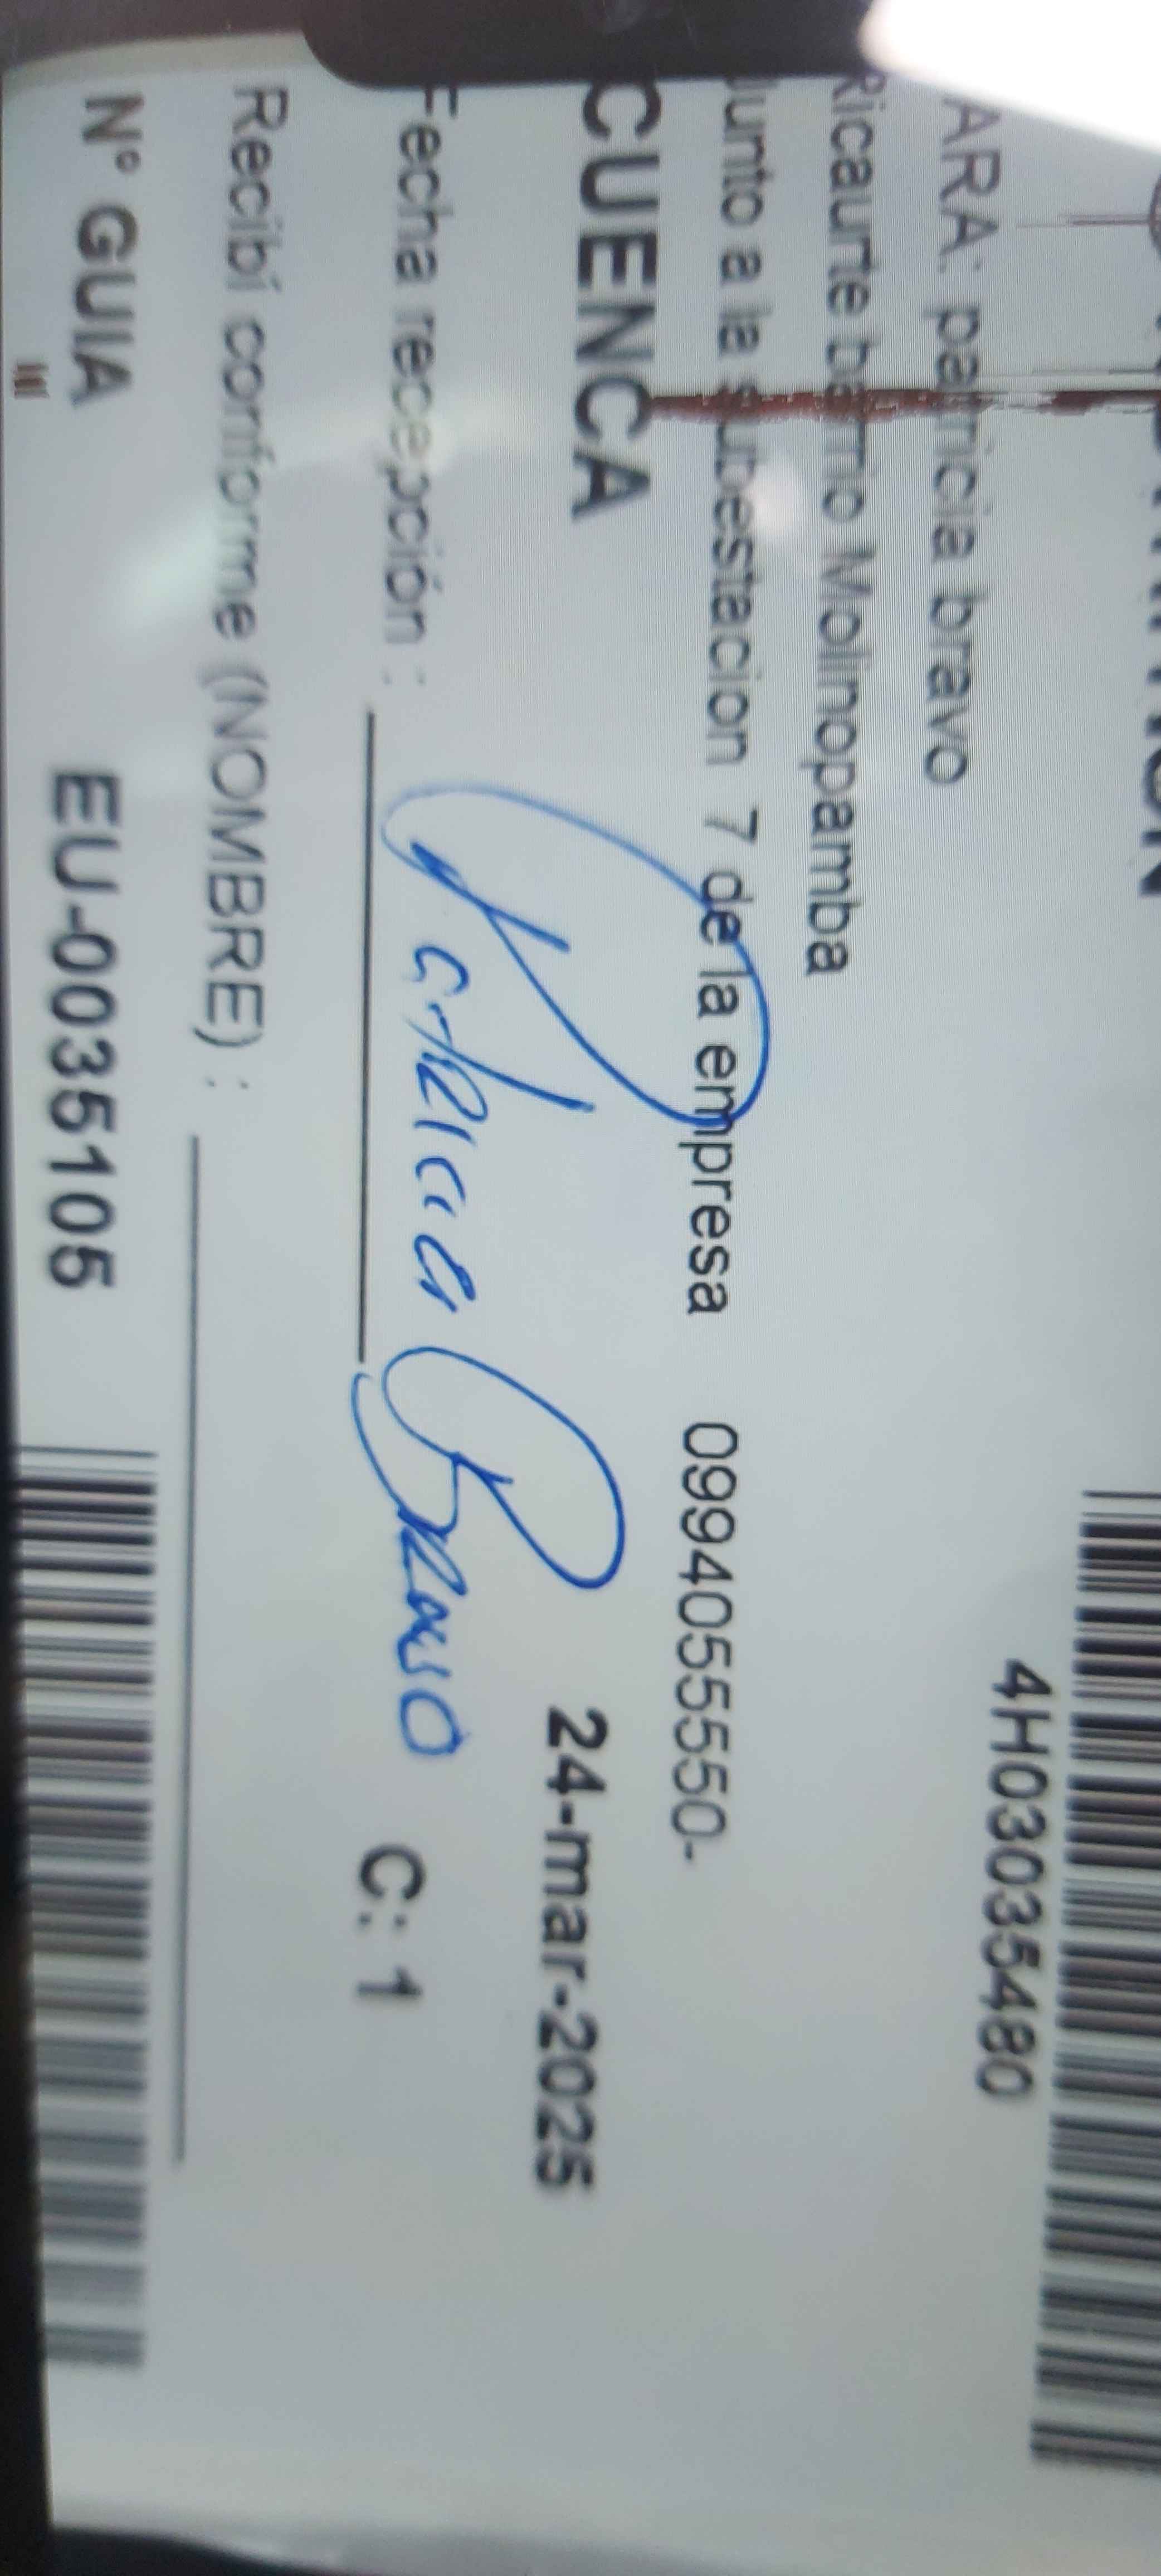 4H03035480
ARA: patricia bravo
Ricaurte barrio Molinopamba
junto a la subestacion 7 de la empresa 0994055550-
CUENCA 24-mar-2025
Fecha recepción : Patricia Bravo C: 1
Recibí conforme (NOMBRE) :
N° GUIA EU-0035105